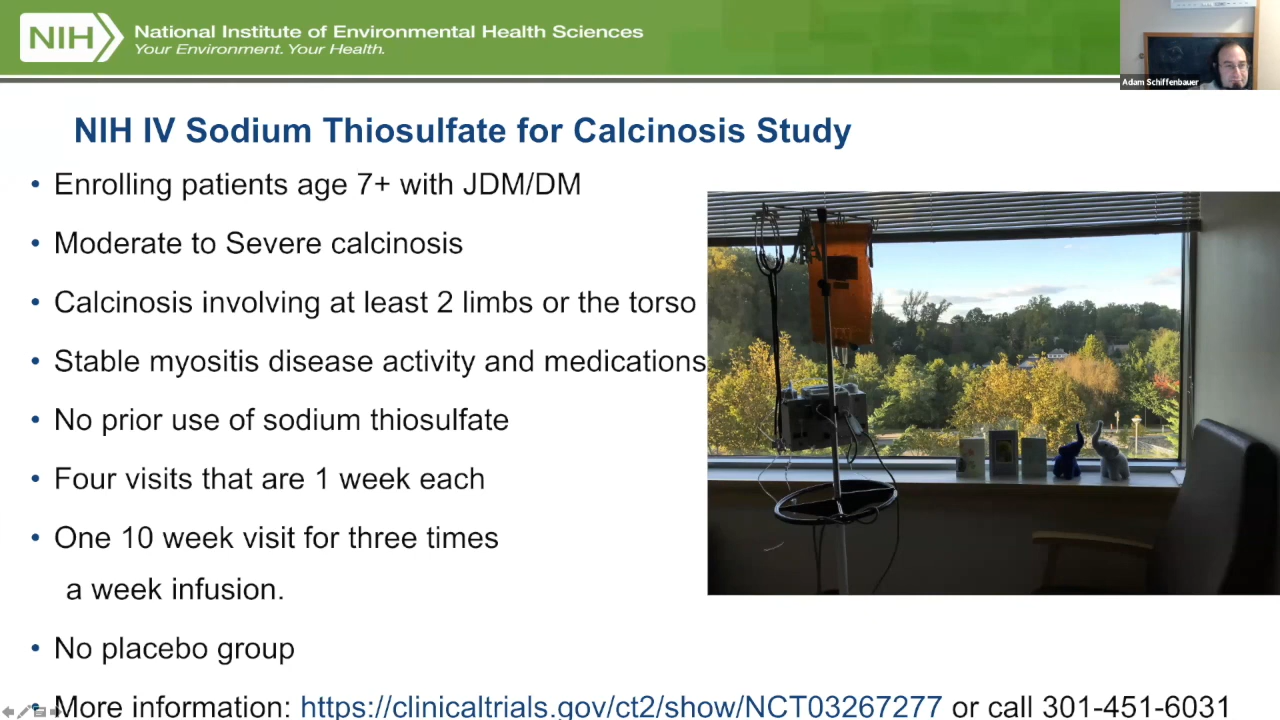 NIH
National Institute of Environmental Health Sciences
Your Environment. Your Health.
Adam Schiffenbauer
NIH IV Sodium Thiosulfate for Calcinosis Study
• Enrolling patients age 7+ with JDM/DM
• Moderate to Severe calcinosis
• Calcinosis involving at least 2 limbs or the torso
• Stable myositis disease activity and medications
• No prior use of sodium thiosulfate
• Four visits that are 1 week each
• One 10 week visit for three times
a week infusion.
• No placebo group
• More information: https://clinicaltrials.gov/ct2/show/NCT03267277 or call 301-451-6031